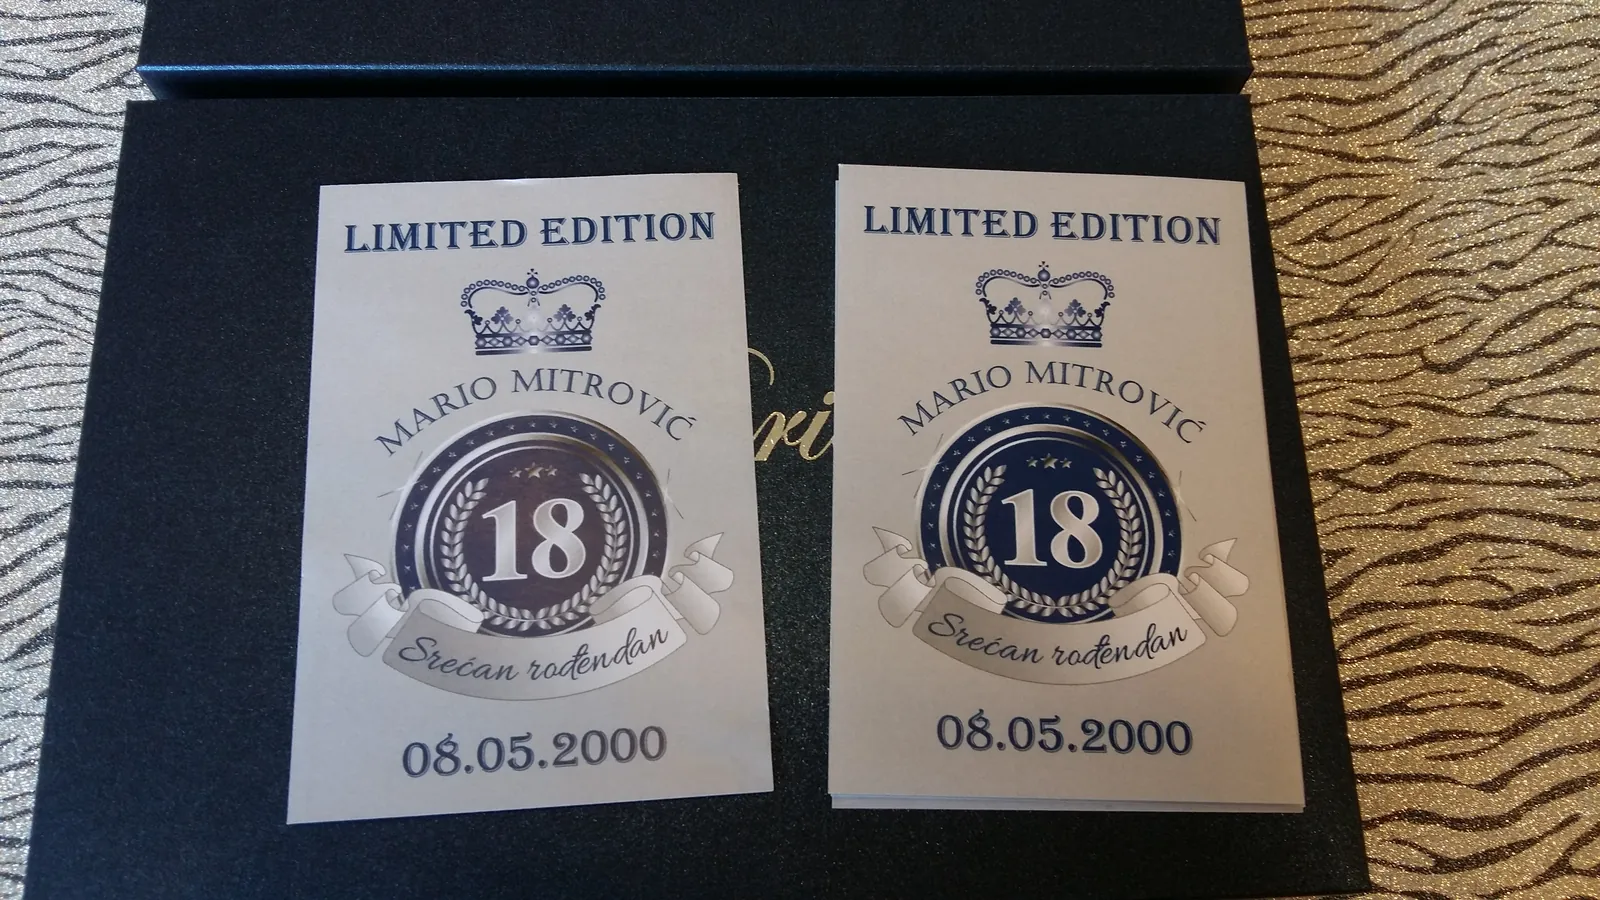 LIMITED EDITION
MARIO MITROVIĆ
18
Srećan rođendan
08.05.2000
LIMITED EDITION
MARIO MITROVIĆ
18
Srećan rođendan
08.05.2000